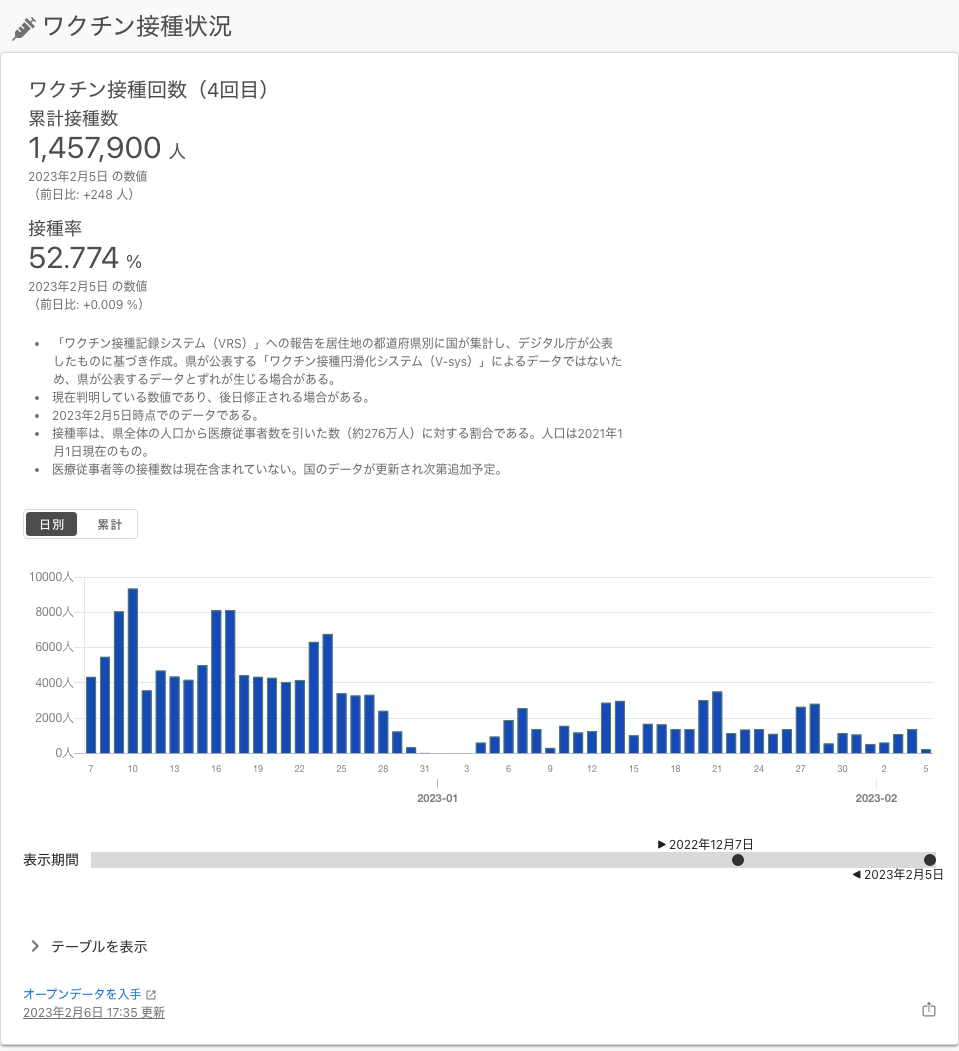 ワクチン接種状況
ワクチン接種回数（4回目）
累計接種数
1,457,900 人
2023年2月5日 の数値
（前日比: +248 人）
接種率
52.774 %
2023年2月5日 の数値
（前日比: +0.009 %）
• 「ワクチン接種記録システム（VRS）」への報告を居住地の都道府県別に国が集計し、デジタル庁が公表
したものに基づき作成。県が公表する「ワクチン接種円滑化システム（V-sys）」によるデータではないた
め、県が公表するデータとずれが生じる場合がある。
• 現在判明している数値であり、後日修正される場合がある。
• 2023年2月5日時点でのデータである。
• 接種率は、県全体の人口から医療従事者数を引いた数（約276万人）に対する割合である。人口は2021年1
月1日現在のもの。
• 医療従事者等の接種数は現在含まれていない。国のデータが更新され次第追加予定。
日別 累計
10000人
8000人
6000人
4000人
2000人
0人
7 10 13 16 19 22 25 28 31 3 6 9 12 15 18 21 24 27 30 2 5
2023-01 2023-02
▶ 2022年12月7日
表示期間
◀ 2023年2月5日
テーブルを表示
オープンデータを入手
2023年2月6日 17:35 更新